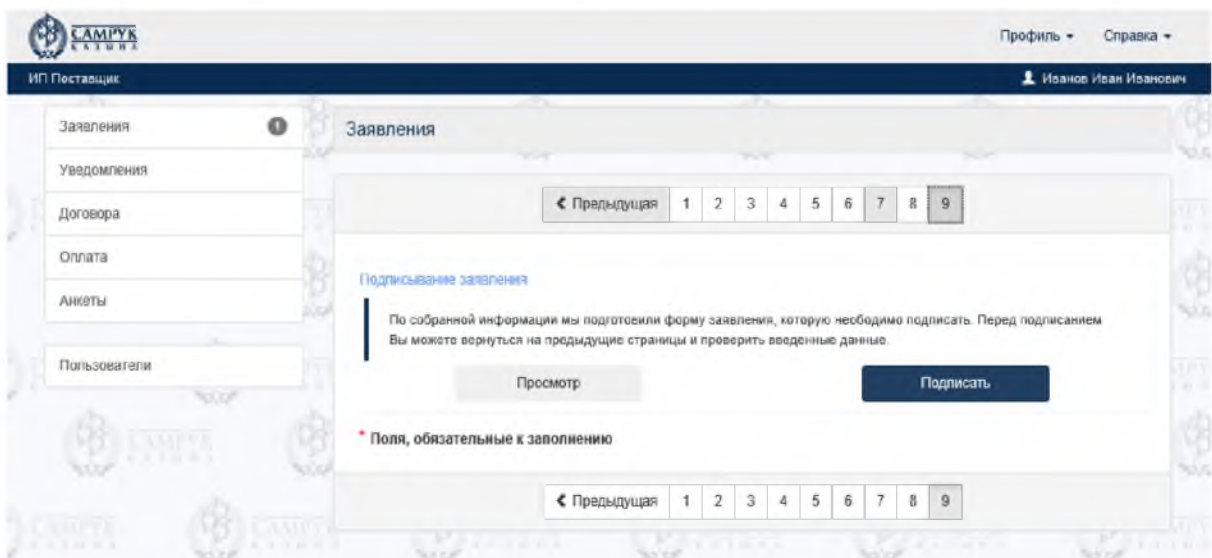 САМРУК
КАЗЫНА
Профиль
Справка
ИП Поставщик
Иванов Иван Иванович
Заявления
1
Уведомления
Договора
Оплата
Анкеты
Пользователи
Заявления
Предыдущая 1 2 3 4 5 6 7 8 9
Подписывание заявления
По собранной информации мы подготовили форму заявления, которую необходимо подписать. Перед подписанием
Вы можете вернуться на предыдущие страницы и проверить введенные данные.
Просмотр
Подписать
* Поля, обязательные к заполнению
Предыдущая 1 2 3 4 5 6 7 8 9